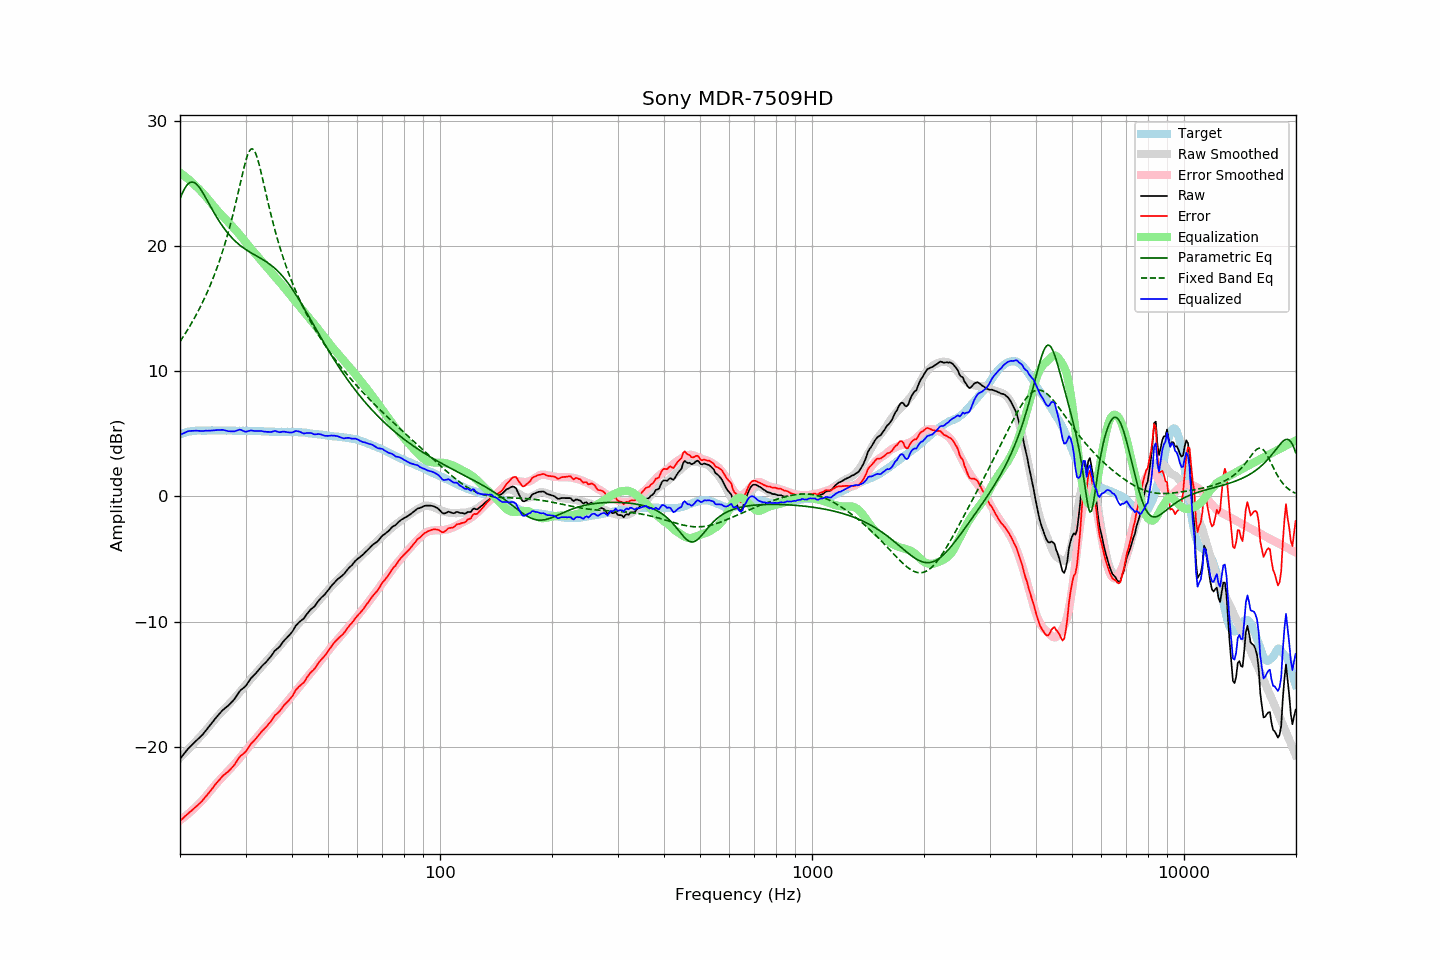 Sony MDR-7509HD
30
20
10
0
−10
−20
Amplitude (dBr)
100
1000
10000
Frequency (Hz)
Target
Raw Smoothed
Error Smoothed
Raw
Error
Equalization
Parametric Eq
Fixed Band Eq
Equalized